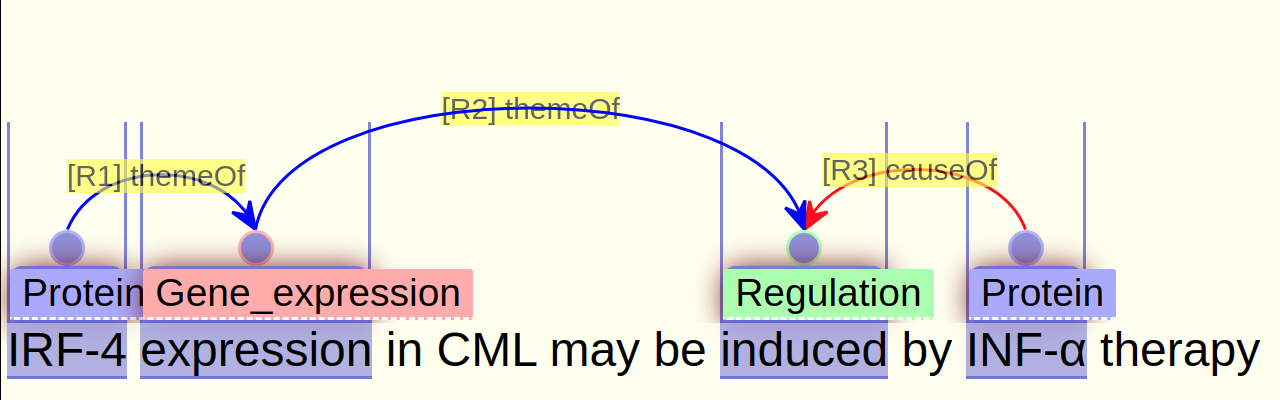 [R2] themeOf
[R1] themeOf [R3] causeOf
Protein Gene_expression Regulation Protein
IRF-4 expression in CML may be induced by INF-α therapy